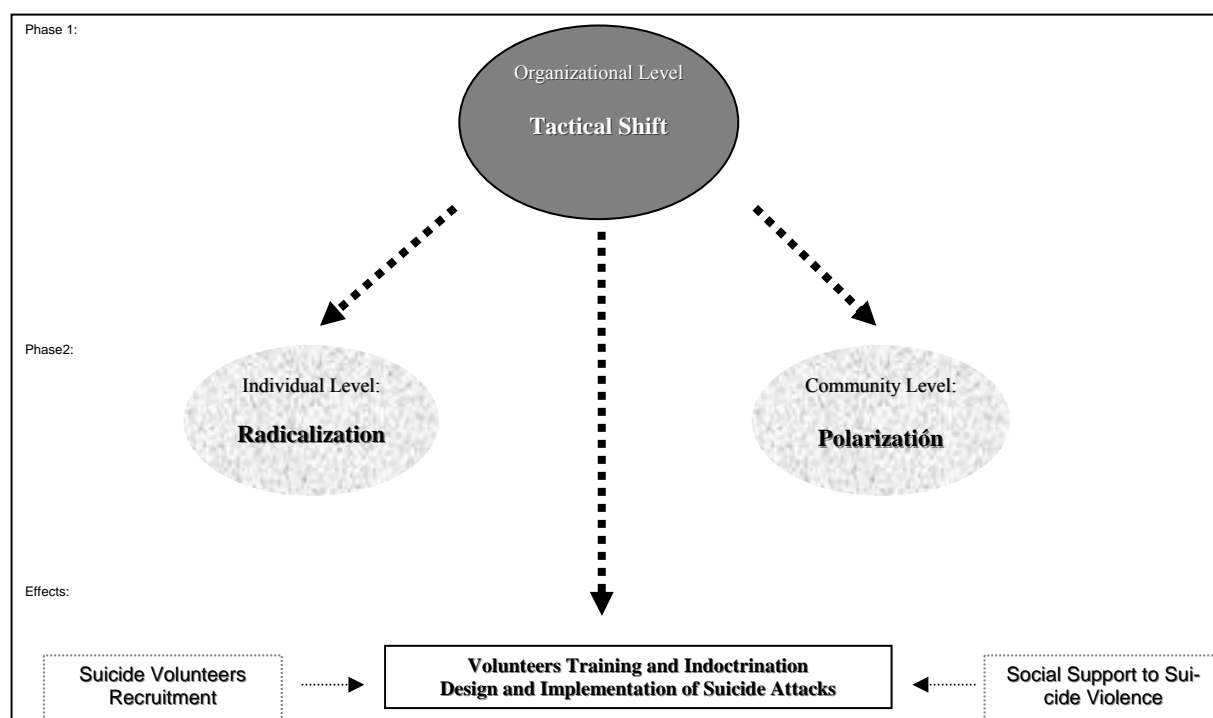 Phase 1:
Organizational Level
Tactical Shift
Phase2:
Individual Level:
Radicalization
Community Level:
Polarizatión
Effects:
Suicide Volunteers
Recruitment
Volunteers Training and Indoctrination
Design and Implementation of Suicide Attacks
Social Support to Sui-
cide Violence